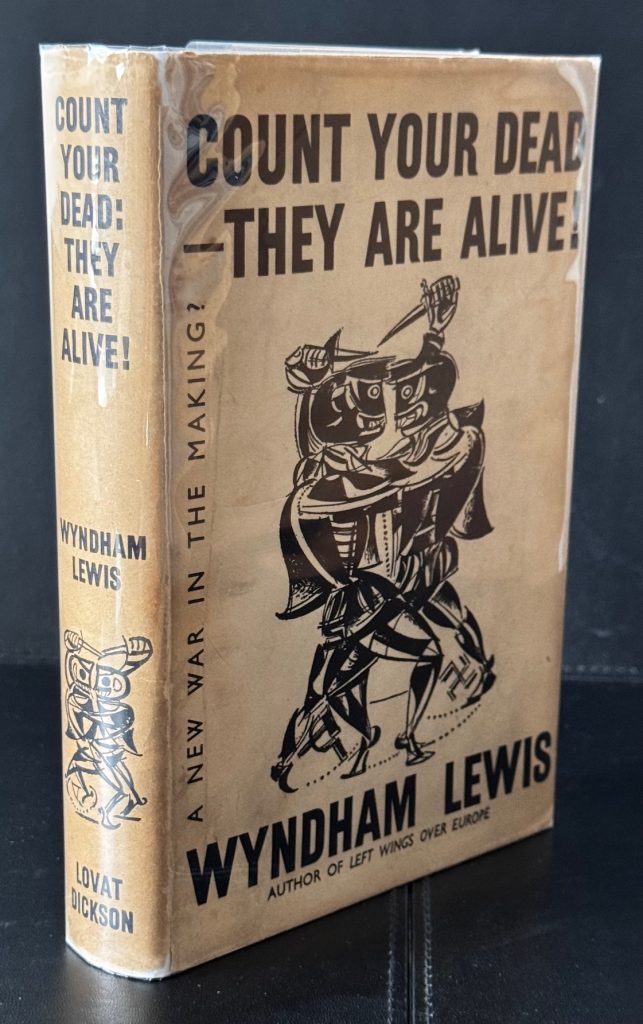 COUNT
YOUR
DEAD:
THEY
ARE
ALIVE!
WYNDHAM
LEWIS
LOVAT
DICKSON
COUNT YOUR DEAD
—THEY ARE ALIVE!
A NEW WAR IN THE MAKING?
WYNDHAM LEWIS
AUTHOR OF LEFT WINGS OVER EUROPE